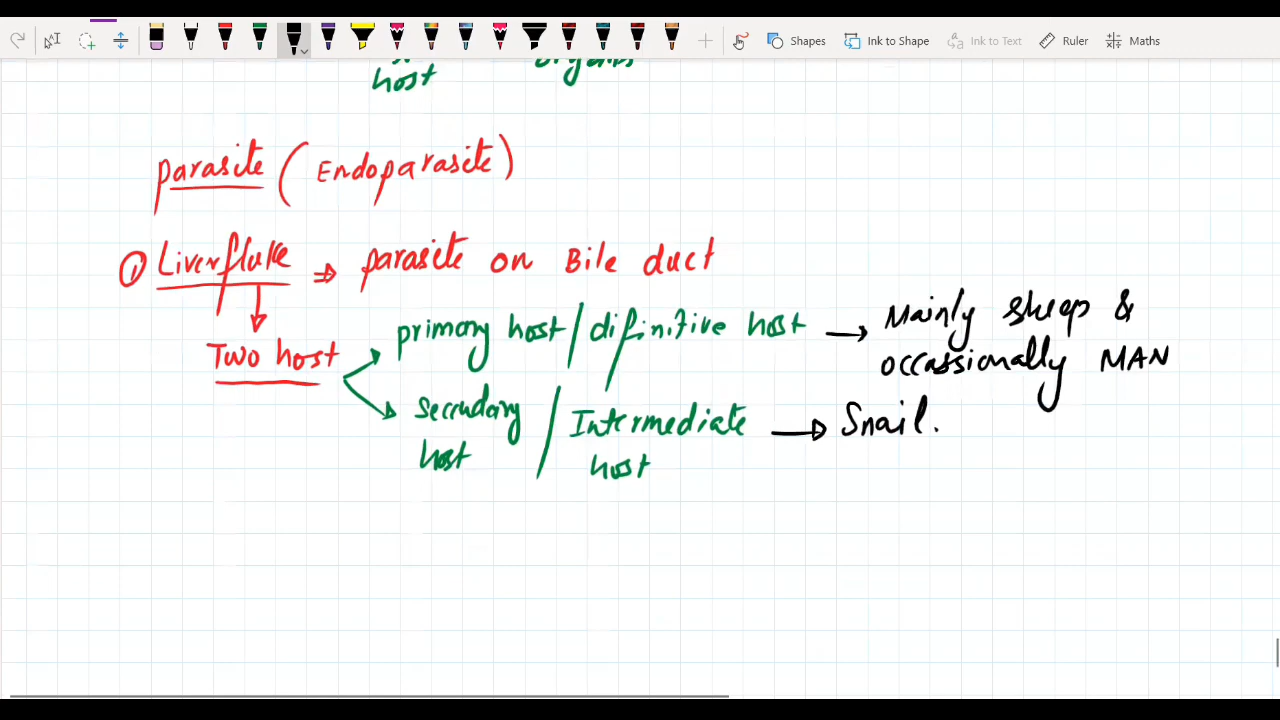 Shapes Ink to Shape Ink to Text Ruler Maths
host organs
parasite (Endoparasite)
① Liverfluke ⇒ parasite on Bile duct
Two host
primary host / difinitive host → Mainly sheep &
occassionally MAN
secondary host / Intermediate host → Snail.